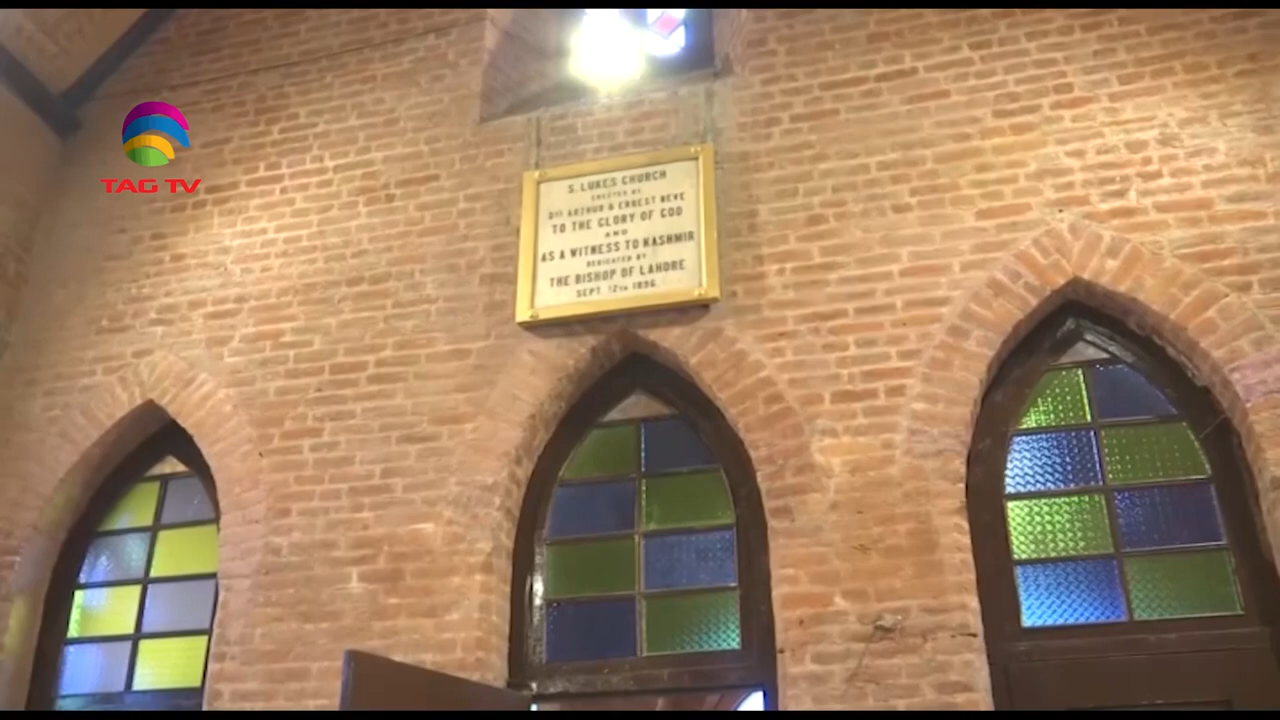 TAG TV
S. LUKES CHURCH
ERECTED BY
DRS ARTHUR & ERNEST NEVE
TO THE GLORY OF GOD
AND
AS A WITNESS TO KASHMIR
DEDICATED BY
THE BISHOP OF LAHORE
SEPT. 12TH 1896.